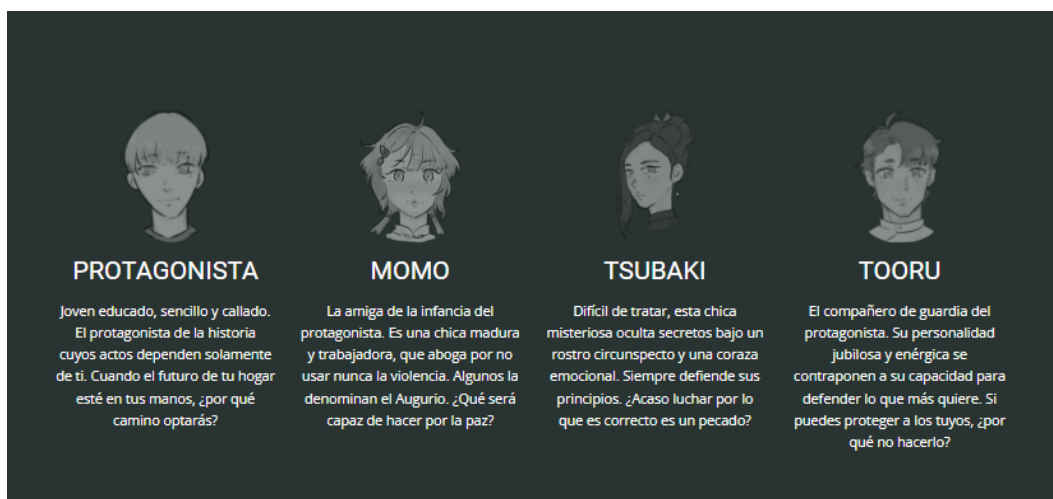 PROTAGONISTA
Joven educado, sencillo y callado.
El protagonista de la historia
cuyos actos dependen solamente
de ti. Cuando el futuro de tu hogar
esté en tus manos, ¿por qué
camino optarás?
MOMO
La amiga de la infancia del
protagonista. Es una chica madura
y trabajadora, que aboga por no
usar nunca la violencia. Algunos la
denominan el Augurio. ¿Qué será
capaz de hacer por la paz?
TSUBAKI
Difícil de tratar, esta chica
misteriosa oculta secretos bajo un
rostro circunspecto y una coraza
emocional. Siempre defiende sus
principios. ¿Acaso luchar por lo
que es correcto es un pecado?
TOORU
El compañero de guardia del
protagonista. Su personalidad
jubilosa y enérgica se
contraponen a su capacidad para
defender lo que más quiere. Si
puedes proteger a los tuyos, ¿por
qué no hacerlo?